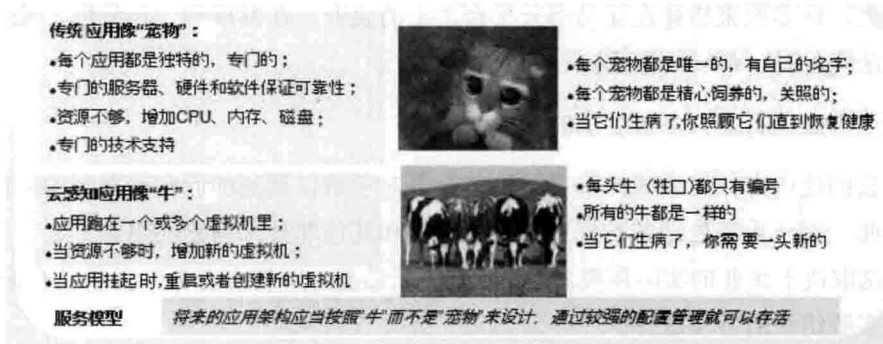 传统应用像“宠物”：
•每个应用都是独特的，专门的；
•专门的服务器、硬件和软件保证可靠性；
•资源不够，增加CPU、内存、磁盘；
•专门的技术支持
•每个宠物都是唯一的，有自己的名字；
•每个宠物都是精心饲养的，关照的；
•当它们生病了,你照顾它们直到恢复健康
云感知应用像“牛”：
•应用跑在一个或多个虚拟机里；
•当资源不够时，增加新的虚拟机；
•当应用挂起时,重启或者创建新的虚拟机
•每头牛（牲口）都只有编号
•所有的牛都是一样的
•当它们生病了，你需要一头新的
服务模型 将来的应用架构应当按照“牛”而不是“宠物”来设计，通过较强的配置管理就可以存活